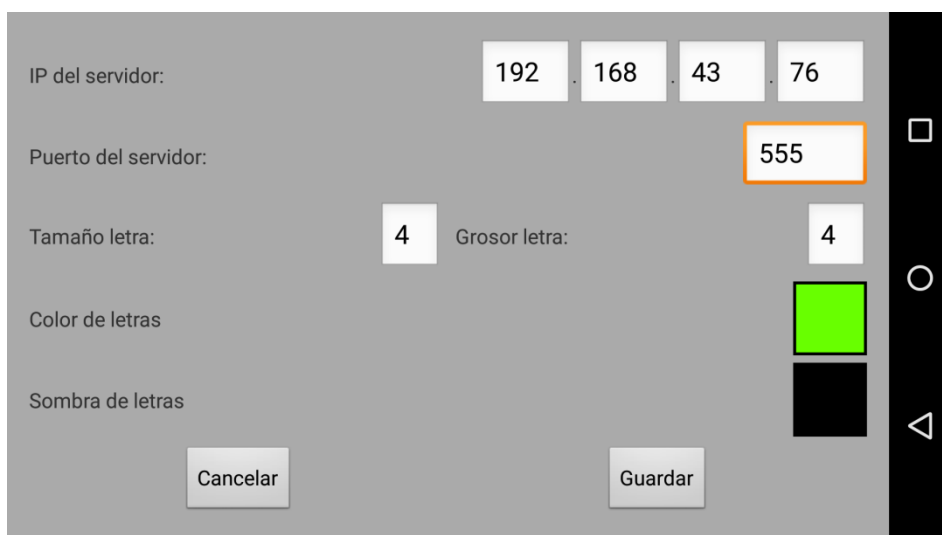 IP del servidor: 192 . 168 . 43 . 76
Puerto del servidor: 555
Tamaño letra: 4 Grosor letra: 4
Color de letras
Sombra de letras
Cancelar Guardar